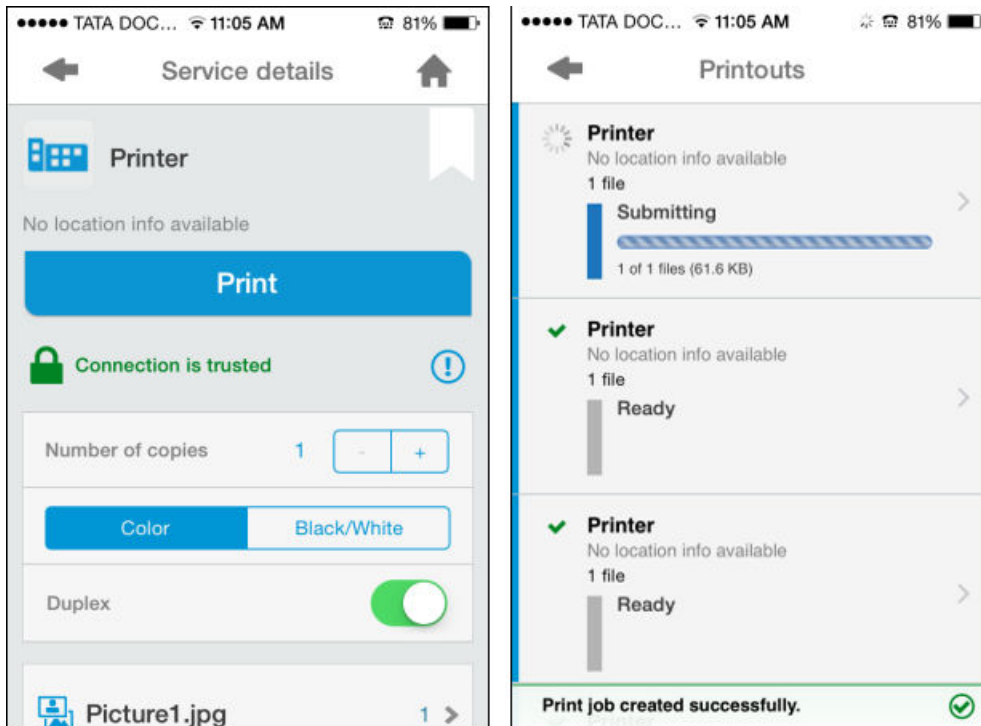 TATA DOC... 11:05 AM 81%
Service details
Printer
No location info available
Print
Connection is trusted
Number of copies 1 - +
Color Black/White
Duplex
Picture1.jpg 1
TATA DOC... 11:05 AM 81%
Printouts
Printer
No location info available
1 file
Submitting
1 of 1 files (61.6 KB)
Printer
No location info available
1 file
Ready
Printer
No location info available
1 file
Ready
Print job created successfully.
Printer